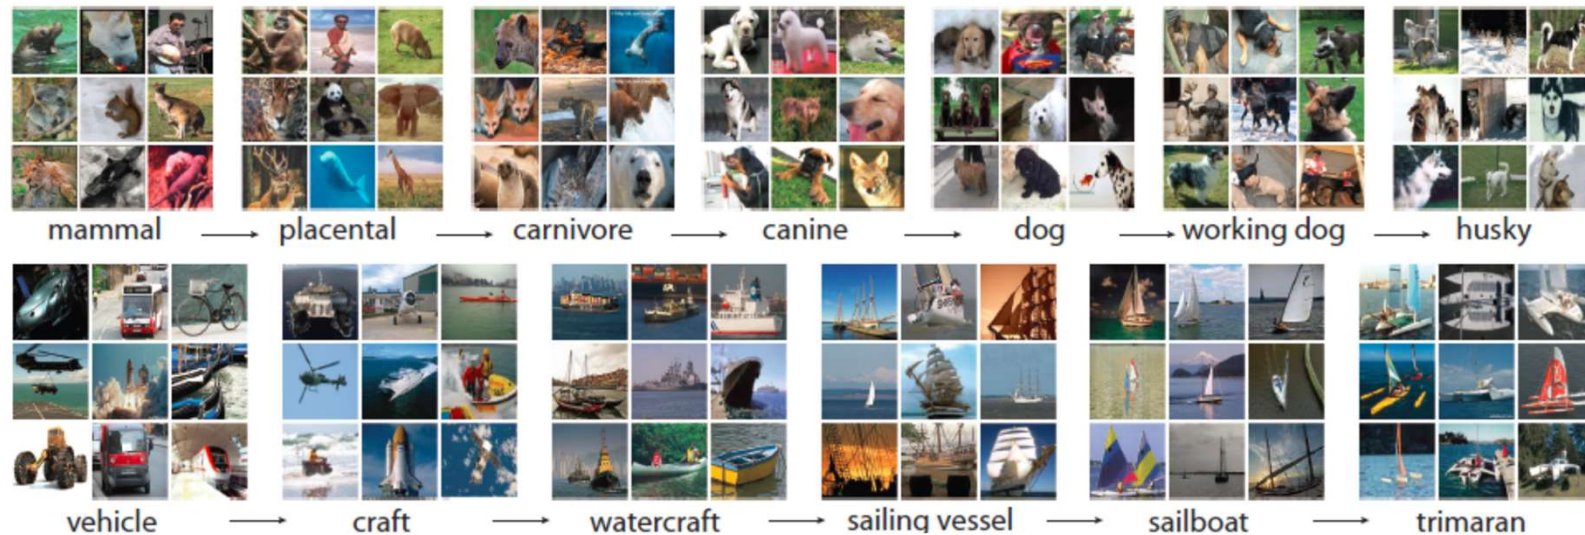 mammal → placental → carnivore → canine → dog → working dog → husky
vehicle → craft → watercraft → sailing vessel → sailboat → trimaran